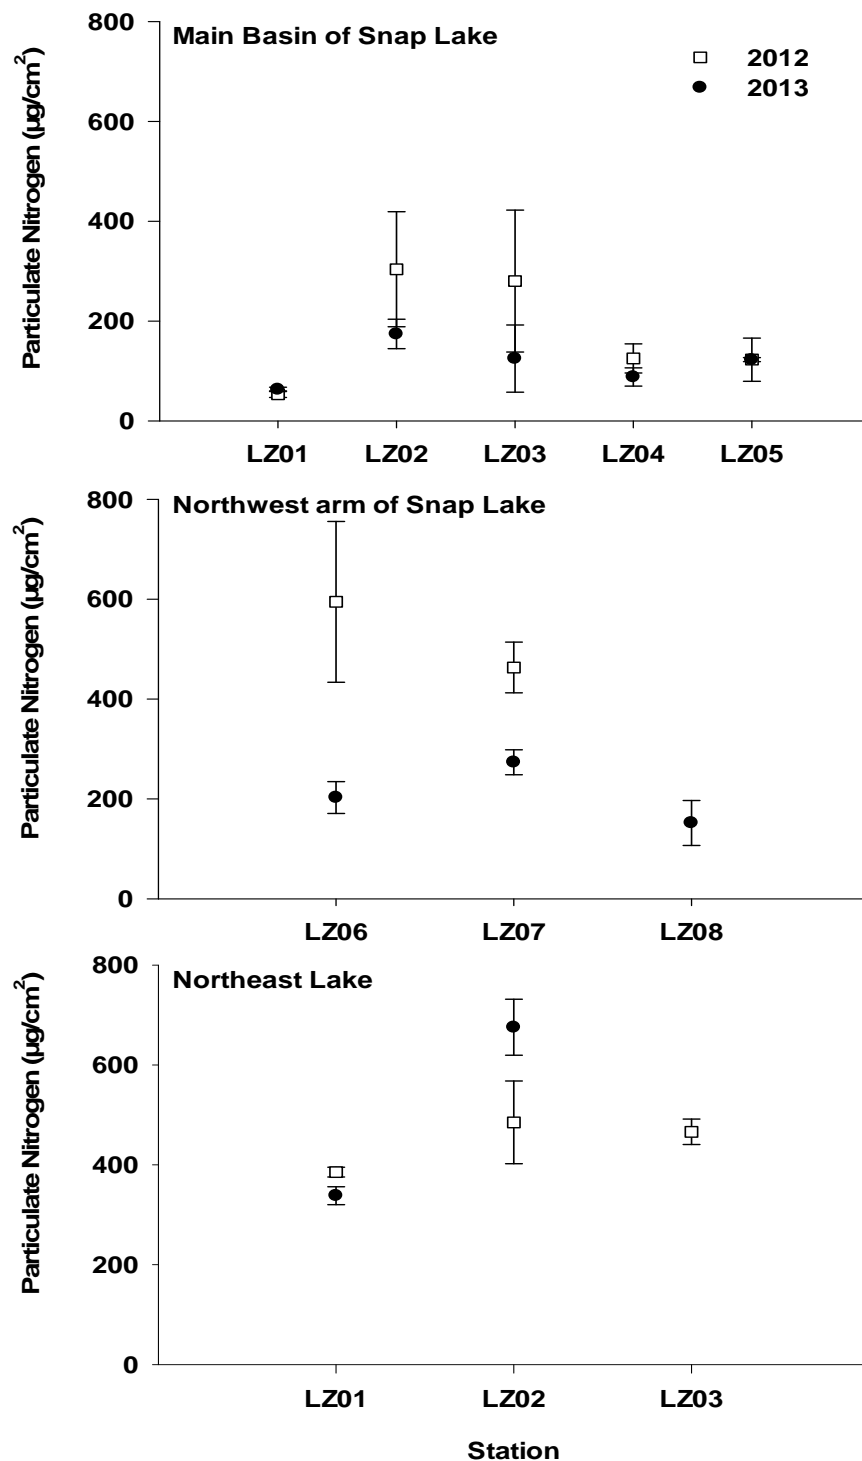 Main Basin of Snap Lake
2012
2013
Particulate Nitrogen (µg/cm²)
800
600
400
200
0
LZ01 LZ02 LZ03 LZ04 LZ05
Northwest arm of Snap Lake
Particulate Nitrogen (µg/cm²)
800
600
400
200
0
LZ06 LZ07 LZ08
Northeast Lake
Particulate Nitrogen (µg/cm²)
800
600
400
200
0
LZ01 LZ02 LZ03
Station